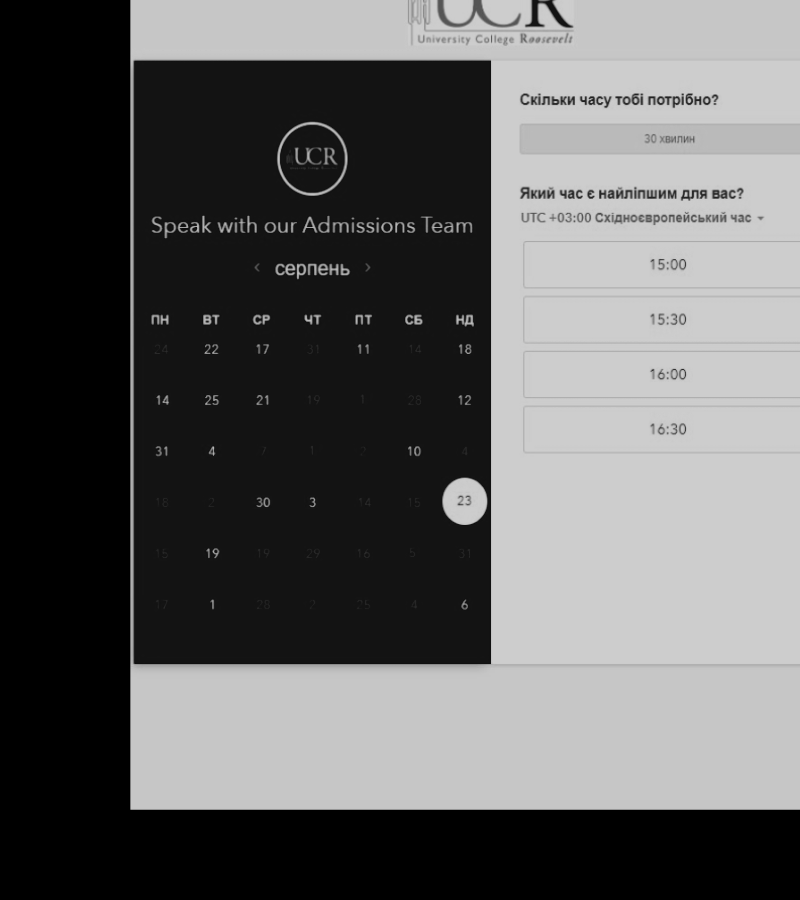 UCR
University College Roosevelt
UCR
Speak with our Admissions Team
‹ серпень ›
ПН ВТ СР ЧТ ПТ СБ НД
24 22 17 31 11 14 18
14 25 21 19 1 28 12
31 4 7 1 2 10 4
18 2 30 3 14 15 23
15 19 19 29 16 5 31
17 1 28 2 25 4 6
Скільки часу тобі потрібно?
30 хвилин
Який час є найліпшим для вас?
UTC +03:00 Східноєвропейський час
15:00
15:30
16:00
16:30